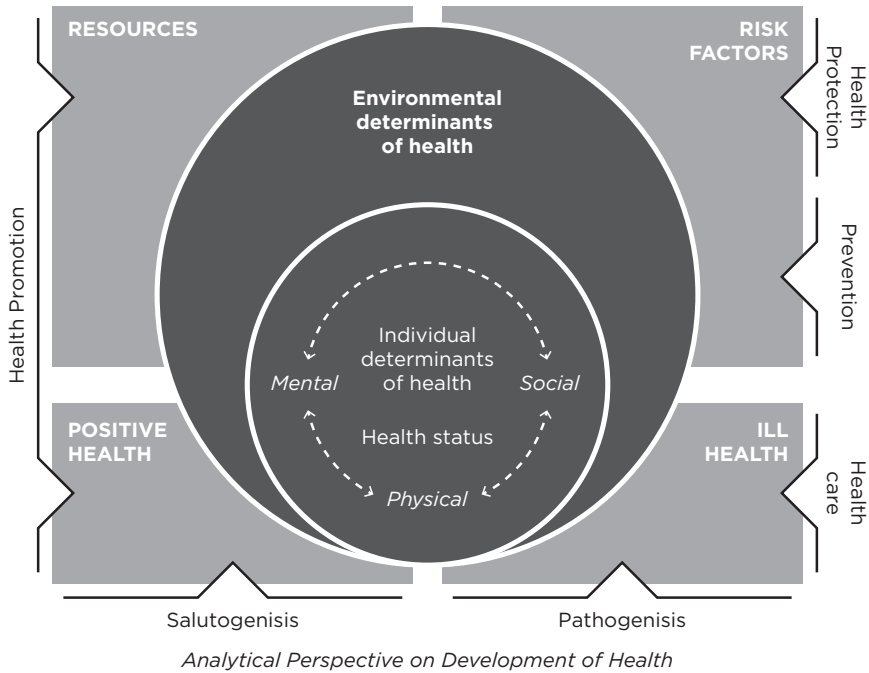 RESOURCES
RISK
FACTORS
Health
Protection
Environmental
determinants
of health
Prevention
Health Promotion
Individual
determinants
of health
Mental
Social
Health status
Physical
POSITIVE
HEALTH
ILL
HEALTH
Health
care
Salutogenisis
Pathogenisis
Analytical Perspective on Development of Health